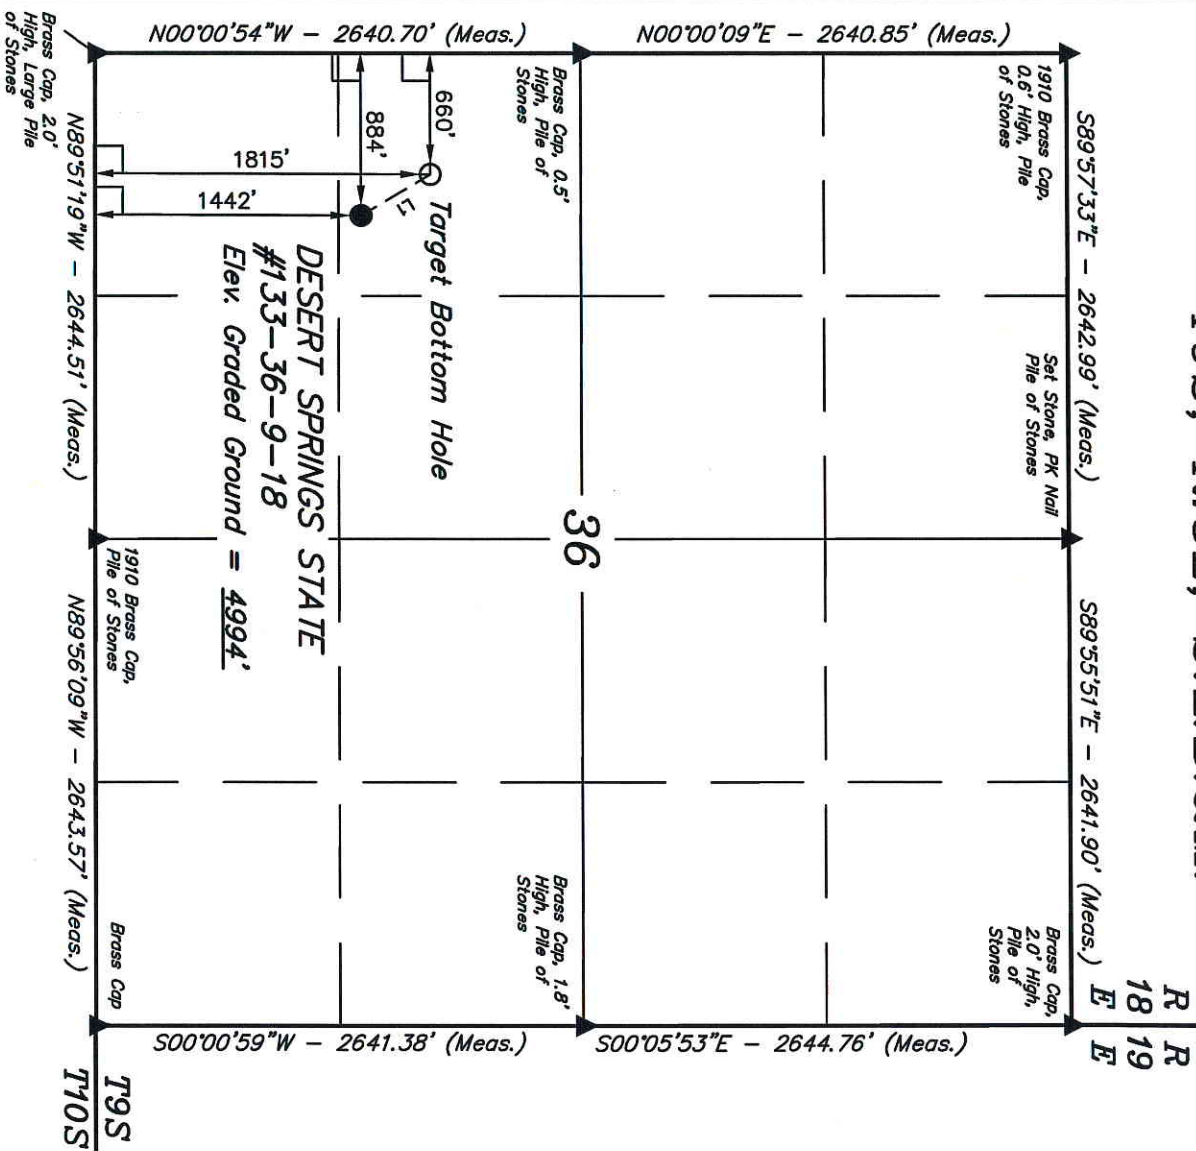 R R
18 19
E E
S89°57'33"E - 2642.99' (Meas.)
S89°55'51"E - 2641.90' (Meas.)
1910 Brass Cap,
0.6' High, Pile
of Stones
Set Stone, PK Nail
Pile of Stones
Brass Cap,
2.0' High,
Pile of
Stones
N00°00'09"E - 2640.85' (Meas.)
S00°05'53"E - 2644.76' (Meas.)
36
Brass Cap, 0.5'
High, Pile of
Stones
Brass Cap, 1.8'
High, Pile of
Stones
N00°00'54"W - 2640.70' (Meas.)
S00°00'59"W - 2641.38' (Meas.)
660'
Target Bottom Hole
L1
884'
1815'
1442'
DESERT SPRINGS STATE
#133-36-9-18
Elev. Graded Ground = 4994'
1910 Brass Cap,
Pile of Stones
Brass Cap
N89°51'19"W - 2644.51' (Meas.)
N89°56'09"W - 2643.57' (Meas.)
T9S
T10S
Brass Cap, 2.0'
High, Large Pile
of Stones